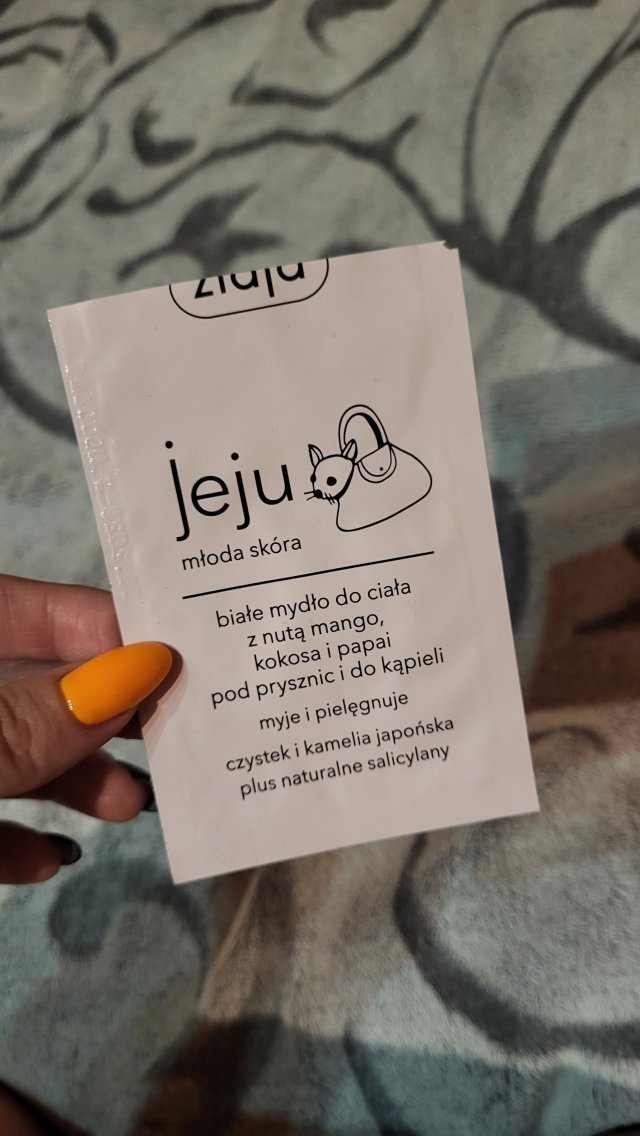 ziaja
jeju
młoda skóra
białe mydło do ciała
z nutą mango,
kokosa i papai
pod prysznic i do kąpieli
myje i pielęgnuje
czystek i kamelia japońska
plus naturalne salicylany